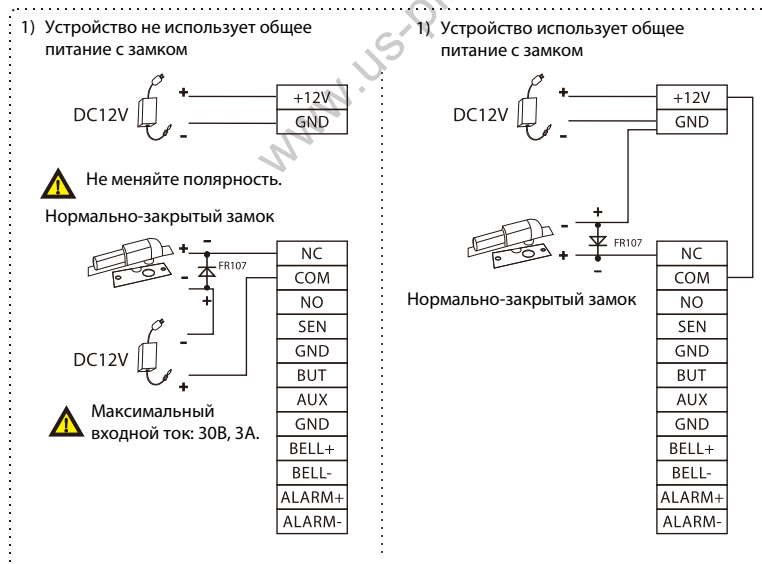 1) Устройство не использует общее
питание с замком
+12V
GND
DC12V
+
-
Не меняйте полярность.
Нормально-закрытый замок
+
-
-
FR107
+
DC12V
-
+
Максимальный
входной ток: 30В, 3А.
NC
COM
NO
SEN
GND
BUT
AUX
GND
BELL+
BELL-
ALARM+
ALARM-
1) Устройство использует общее
питание с замком
+12V
GND
DC12V
+
-
+
-
FR107
+
-
Нормально-закрытый замок
NC
COM
NO
SEN
GND
BUT
AUX
GND
BELL+
BELL-
ALARM+
ALARM-
www.us-pr